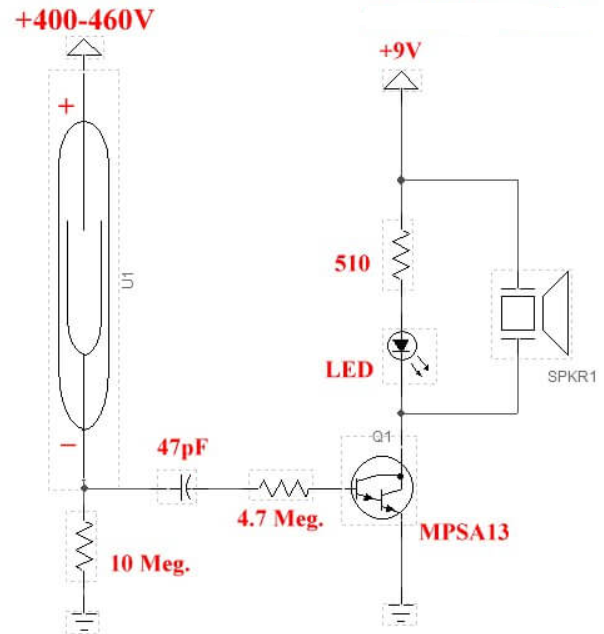 +400-460V
+9V
+
U1
510
LED
SPKR1
−
47pF
Q1
4.7 Meg.
MPSA13
10 Meg.